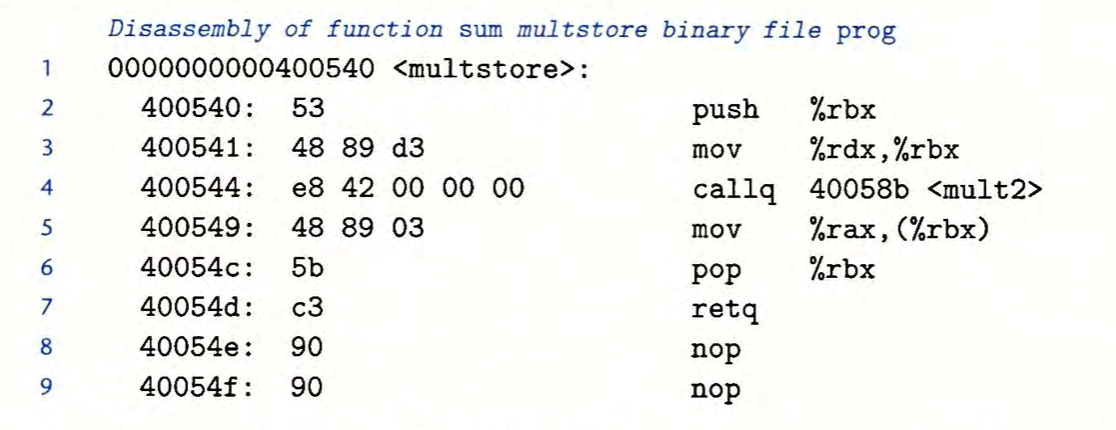 Disassembly of function sum multstore binary file prog
1 0000000000400540 <multstore>:
2 400540: 53 push %rbx
3 400541: 48 89 d3 mov %rdx,%rbx
4 400544: e8 42 00 00 00 callq 40058b <mult2>
5 400549: 48 89 03 mov %rax,(%rbx)
6 40054c: 5b pop %rbx
7 40054d: c3 retq
8 40054e: 90 nop
9 40054f: 90 nop